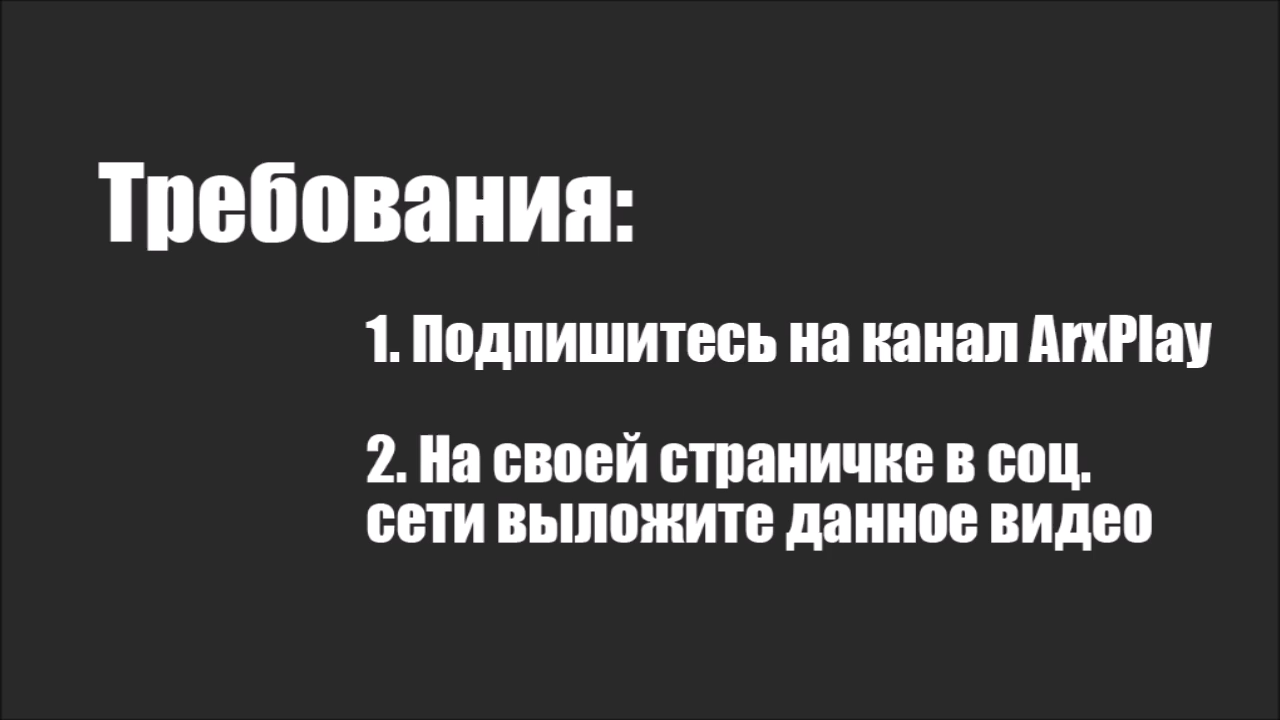 Требования:
1. Подпишитесь на канал ArxPlay
2. На своей страничке в соц.
сети выложите данное видео